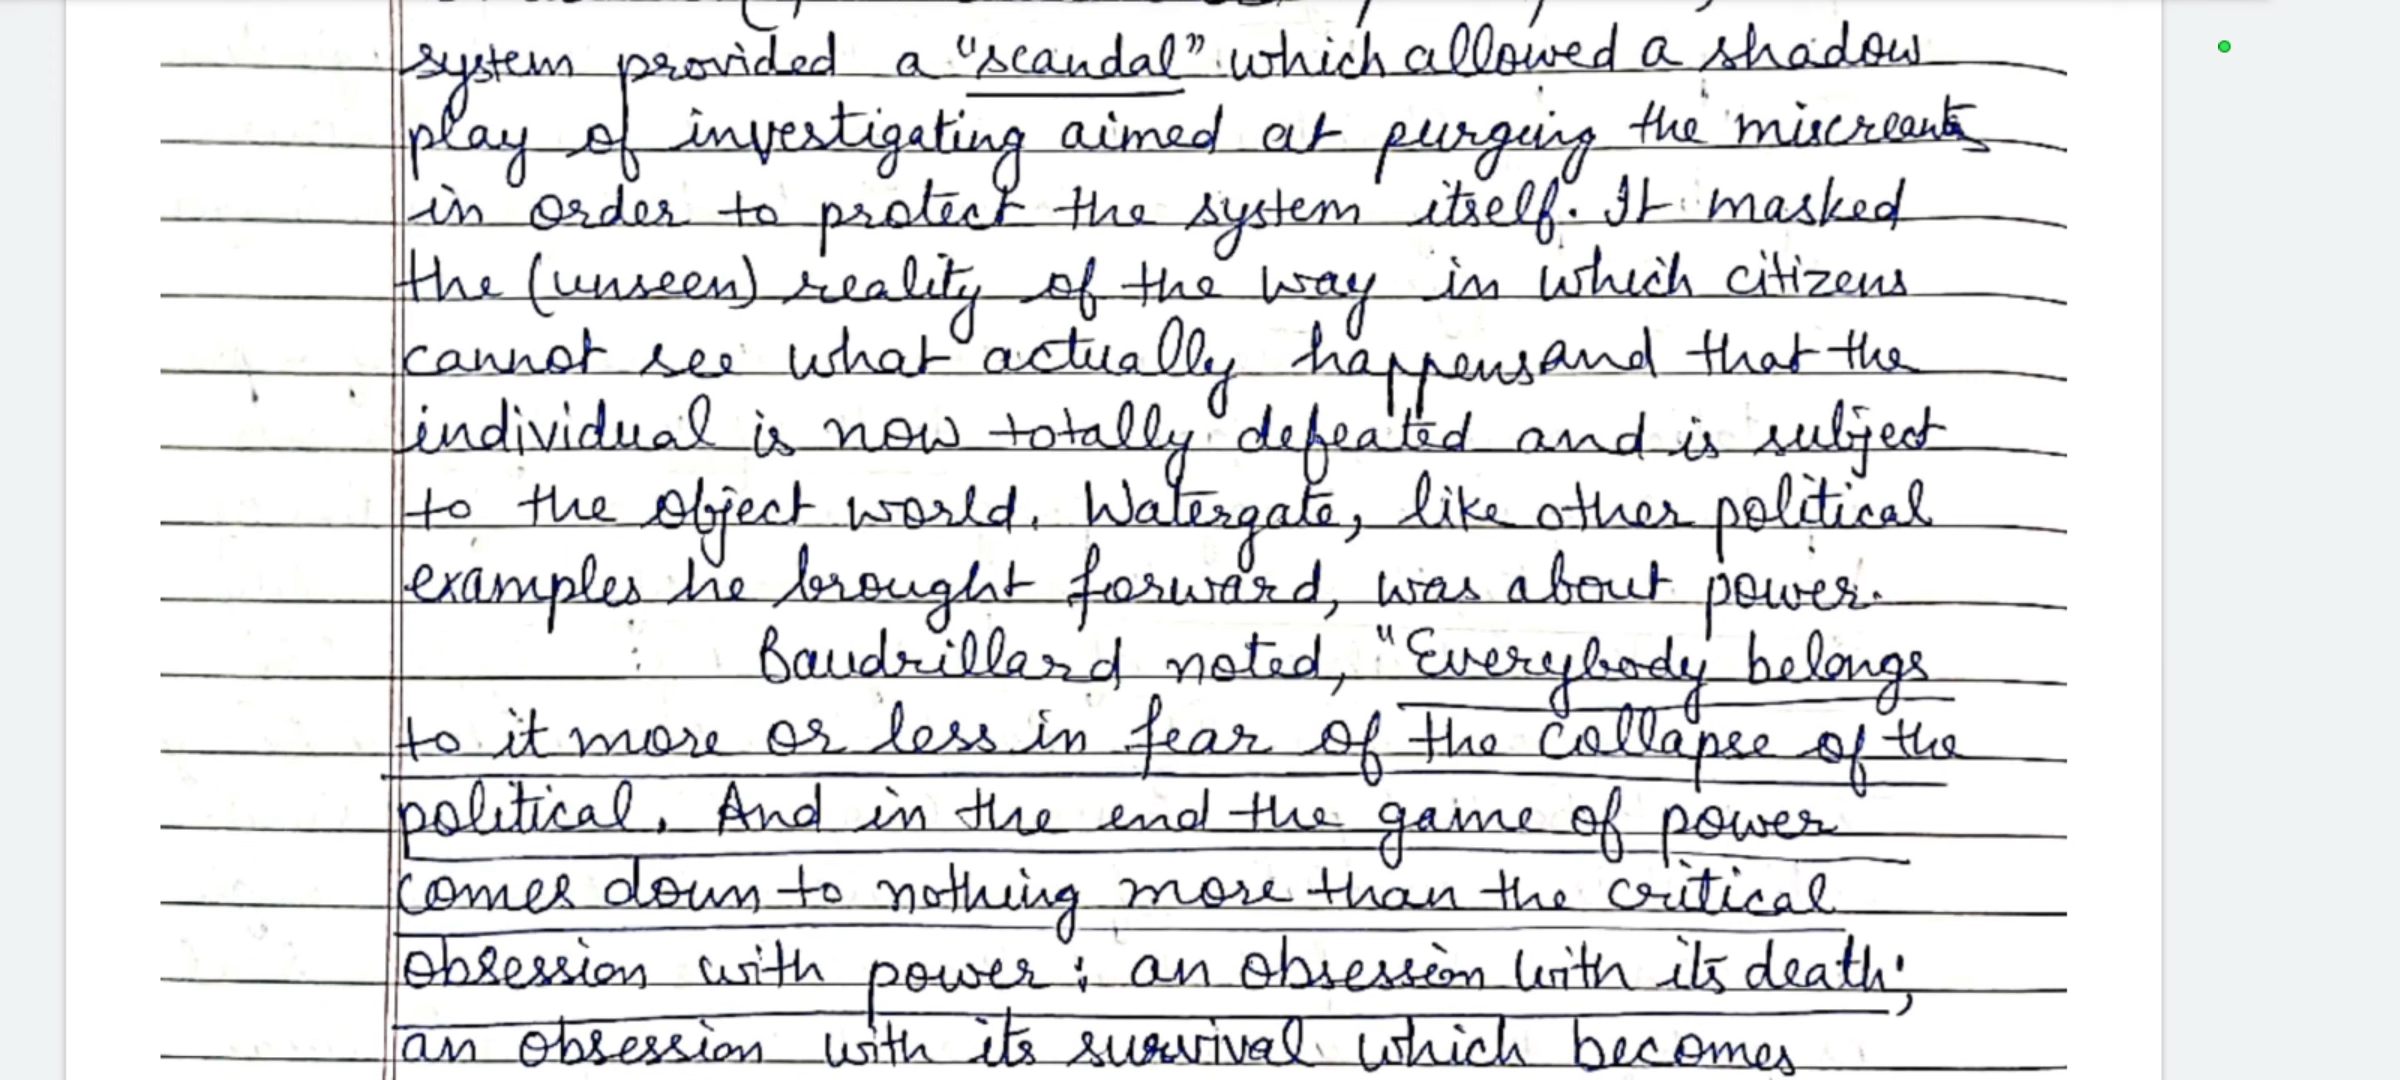 system provided a "scandal" which allowed a shadow
play of investigating aimed at purging the miscreants
in order to protect the system itself. It masked
the (unseen) reality of the way in which citizens
cannot see what actually happens and that the
individual is now totally defeated and is subject
to the object world. Watergate, like other political
examples he brought forward, was about power.
Baudrillard noted, "Everybody belongs
to it more or less in fear of the collapse of the
political. And in the end the game of power
comes down to nothing more than the critical
obsession with power: an obsession with its death;
an obsession with its survival which becomes